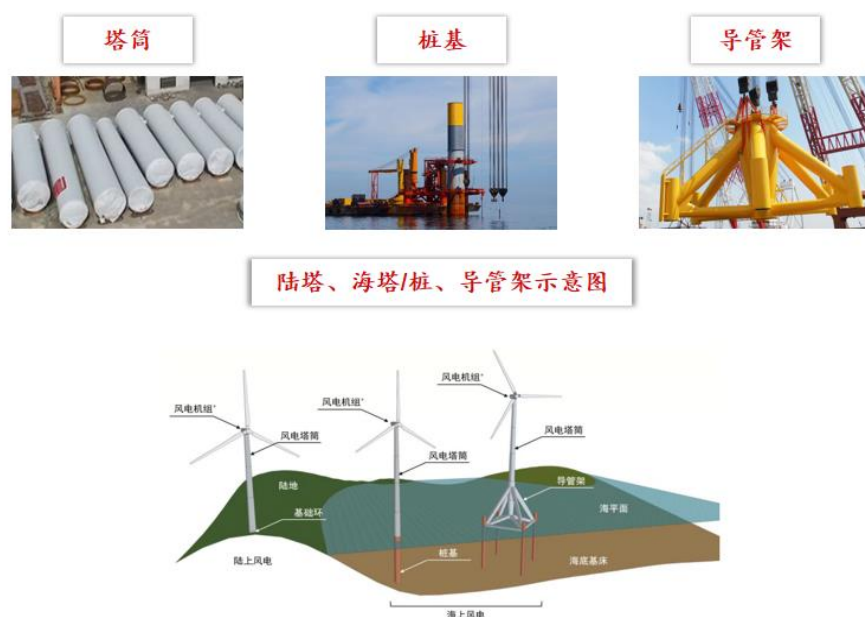 塔筒
桩基
导管架
陆塔、海塔/桩、导管架示意图
风电机组*
风电机组*
风电机组*
风电塔筒
风电塔筒
风电塔筒
陆地
导管架
基础环
海平面
陆上风电
桩基
海底基床
海上风电